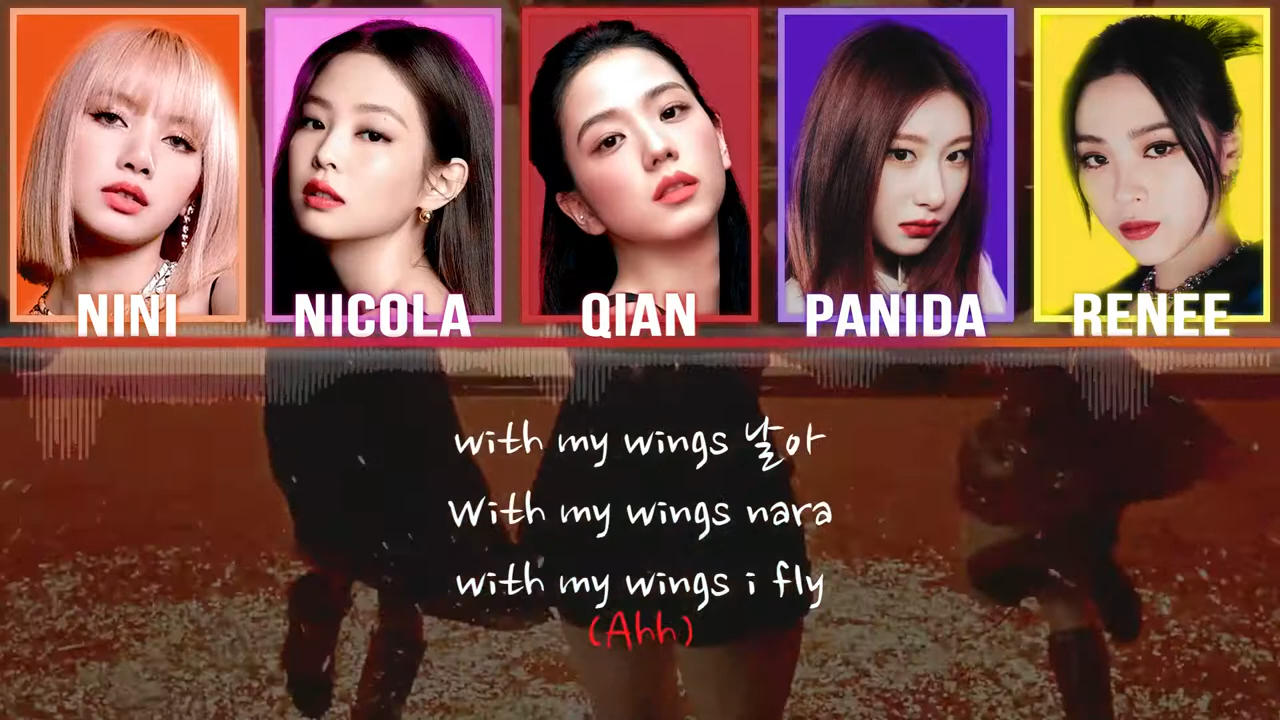 NINI
NICOLA
QIAN
PANIDA
RENEE
with my wings 날아
With my wings nara
with my wings i fly
(Ahh)